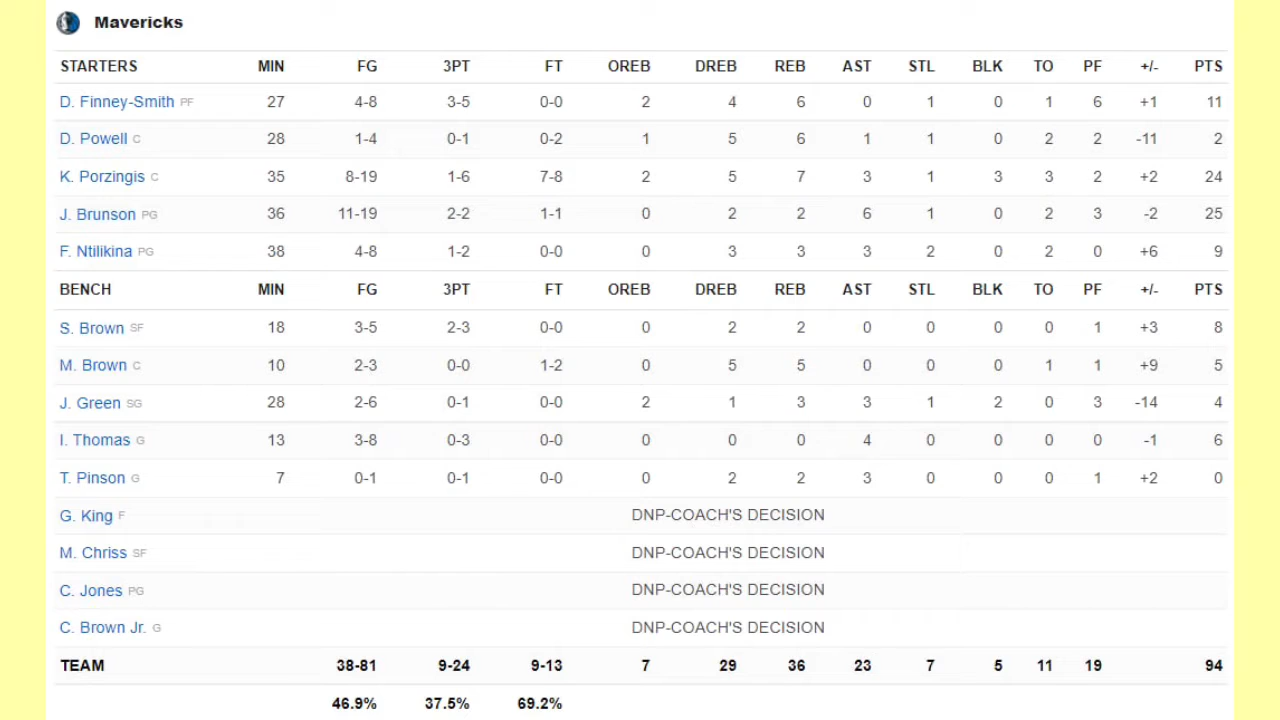 Mavericks
STARTERS MIN FG 3PT FT OREB DREB REB AST STL BLK TO PF +/- PTS
D. Finney-Smith PF 27 4-8 3-5 0-0 2 4 6 0 1 0 1 6 +1 11
D. Powell C 28 1-4 0-1 0-2 1 5 6 1 1 0 2 2 -11 2
K. Porzingis C 35 8-19 1-6 7-8 2 5 7 3 1 3 3 2 +2 24
J. Brunson PG 36 11-19 2-2 1-1 0 2 2 6 1 0 2 3 -2 25
F. Ntilikina PG 38 4-8 1-2 0-0 0 3 3 3 2 0 2 0 +6 9
BENCH MIN FG 3PT FT OREB DREB REB AST STL BLK TO PF +/- PTS
S. Brown SF 18 3-5 2-3 0-0 0 2 2 0 0 0 0 1 +3 8
M. Brown C 10 2-3 0-0 1-2 0 5 5 0 0 0 1 1 +9 5
J. Green SG 28 2-6 0-1 0-0 2 1 3 3 1 2 0 3 -14 4
I. Thomas G 13 3-8 0-3 0-0 0 0 0 4 0 0 0 0 -1 6
T. Pinson G 7 0-1 0-1 0-0 0 2 2 3 0 0 0 1 +2 0
G. King F DNP-COACH'S DECISION
M. Chriss SF DNP-COACH'S DECISION
C. Jones PG DNP-COACH'S DECISION
C. Brown Jr. G DNP-COACH'S DECISION
TEAM 38-81 9-24 9-13 7 29 36 23 7 5 11 19 94
46.9% 37.5% 69.2%